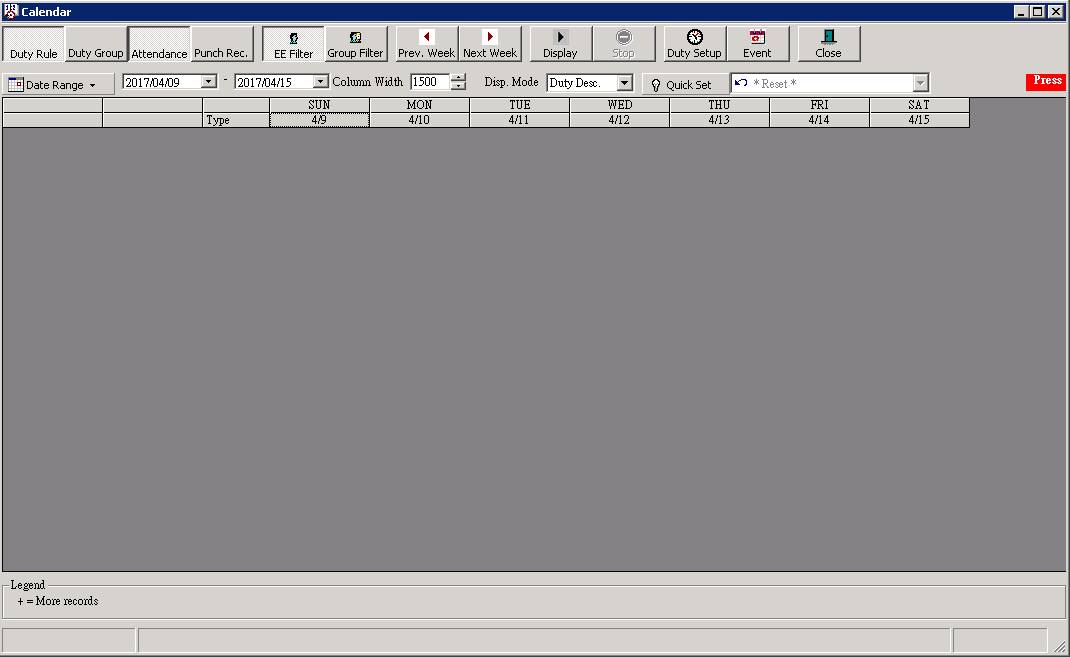 Calendar
Duty Rule Duty Group Attendance Punch Rec. EE Filter Group Filter Prev. Week Next Week Display Stop Duty Setup Event Close
Date Range 2017/04/09 - 2017/04/15 Column Width 1500 Disp. Mode Duty Desc. Quick Set * Reset * Press
SUN MON TUE WED THU FRI SAT
Type 4/9 4/10 4/11 4/12 4/13 4/14 4/15
Legend
+ = More records